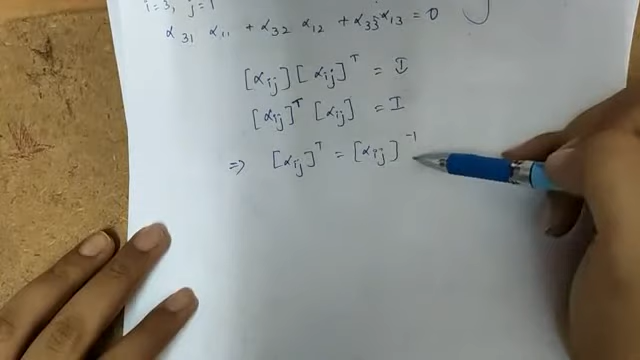 i=3, j=1
α31 α11 + α32 α12 + α33 α13 = 0
[αij] [αij]ᵀ = I
[αij]ᵀ [αij] = I
⇒ [αij]ᵀ = [αij]⁻¹